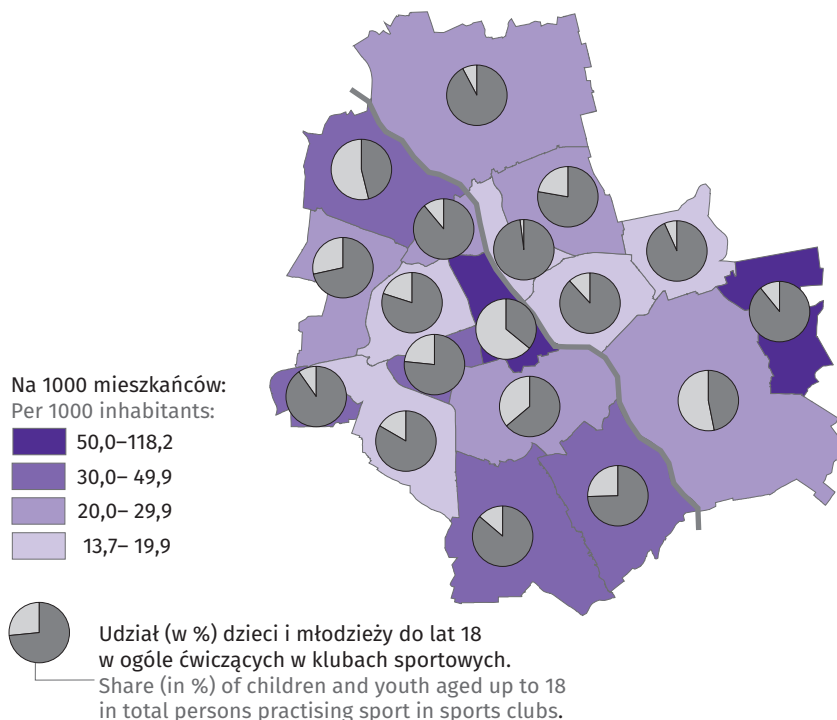 Na 1000 mieszkańców:
Per 1000 inhabitants:
50,0–118,2
30,0– 49,9
20,0– 29,9
13,7– 19,9
Udział (w %) dzieci i młodzieży do lat 18
w ogóle ćwiczących w klubach sportowych.
Share (in %) of children and youth aged up to 18
in total persons practising sport in sports clubs.